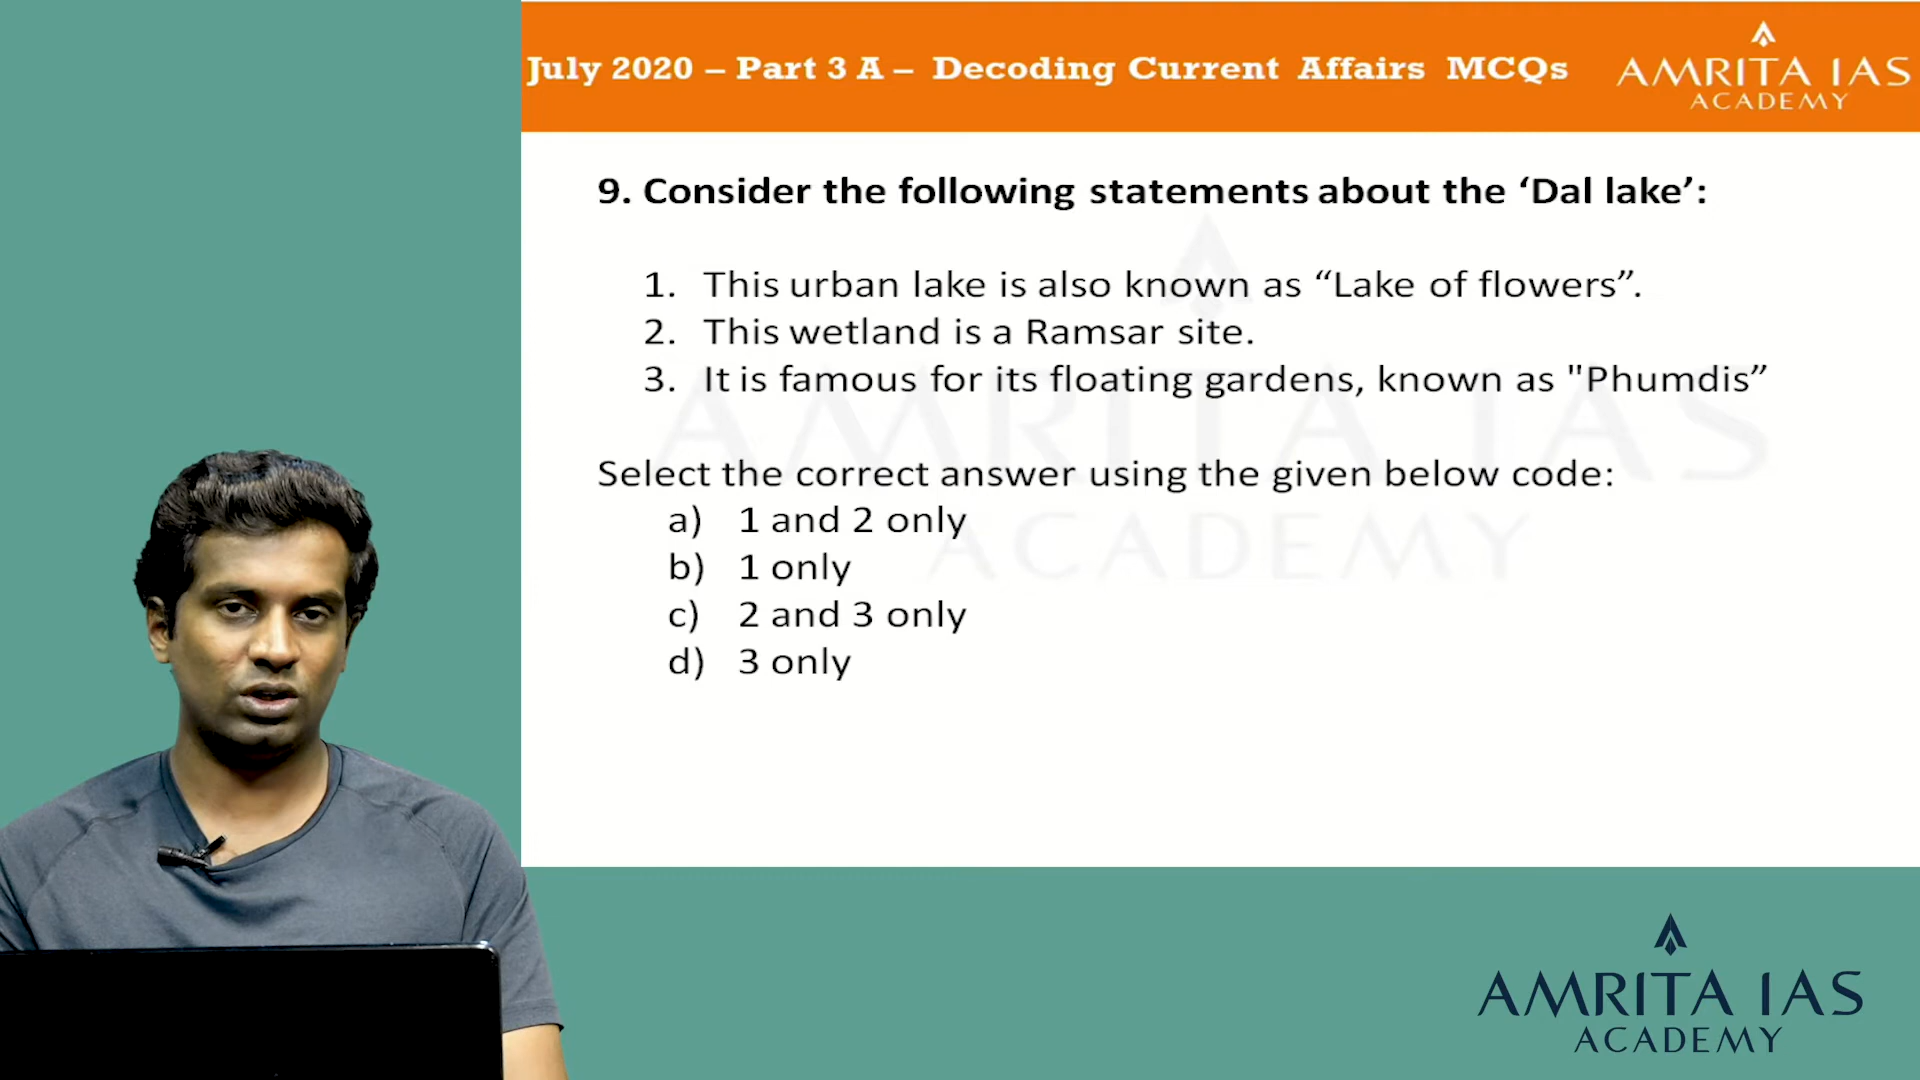 July 2020 – Part 3 A – Decoding Current Affairs MCQs
AMRITA IAS
ACADEMY
9. Consider the following statements about the ‘Dal lake’:
1. This urban lake is also known as “Lake of flowers”.
2. This wetland is a Ramsar site.
3. It is famous for its floating gardens, known as "Phumdis”
Select the correct answer using the given below code:
a) 1 and 2 only
b) 1 only
c) 2 and 3 only
d) 3 only
AMRITA IAS
ACADEMY
AMRITA IAS
ACADEMY